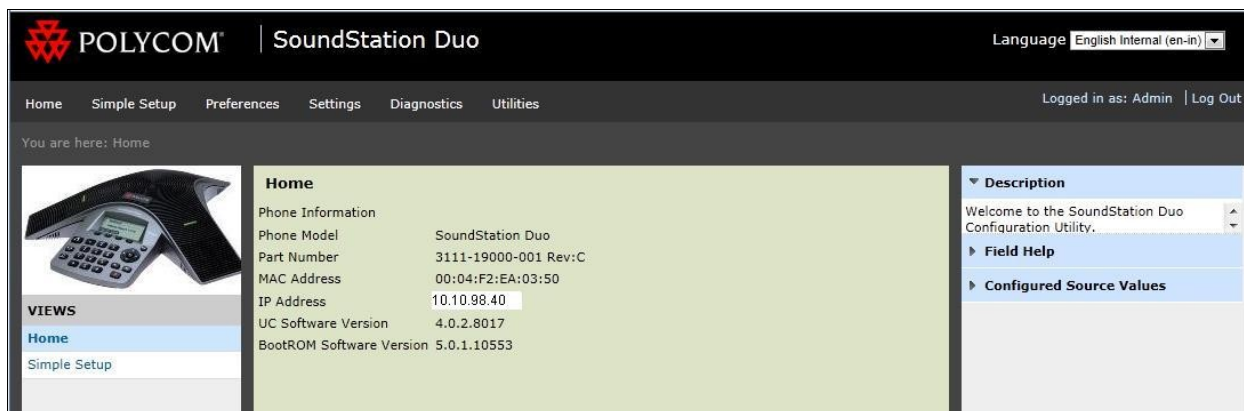 POLYCOM® SoundStation Duo Language English Internal (en-in)
Home Simple Setup Preferences Settings Diagnostics Utilities Logged in as: Admin | Log Out
You are here: Home
VIEWS
Home
Simple Setup
Home
Phone Information
Phone Model SoundStation Duo
Part Number 3111-19000-001 Rev:C
MAC Address 00:04:F2:EA:03:50
IP Address 10.10.98.40
UC Software Version 4.0.2.8017
BootROM Software Version 5.0.1.10553
Description
Welcome to the SoundStation Duo
Configuration Utility.
Field Help
Configured Source Values